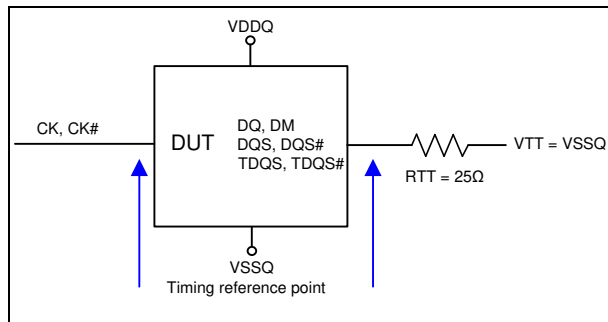 VDDQ
CK, CK#
DUT
DQ, DM
DQS, DQS#
TDQS, TDQS#
VTT = VSSQ
RTT = 25Ω
VSSQ
Timing reference point